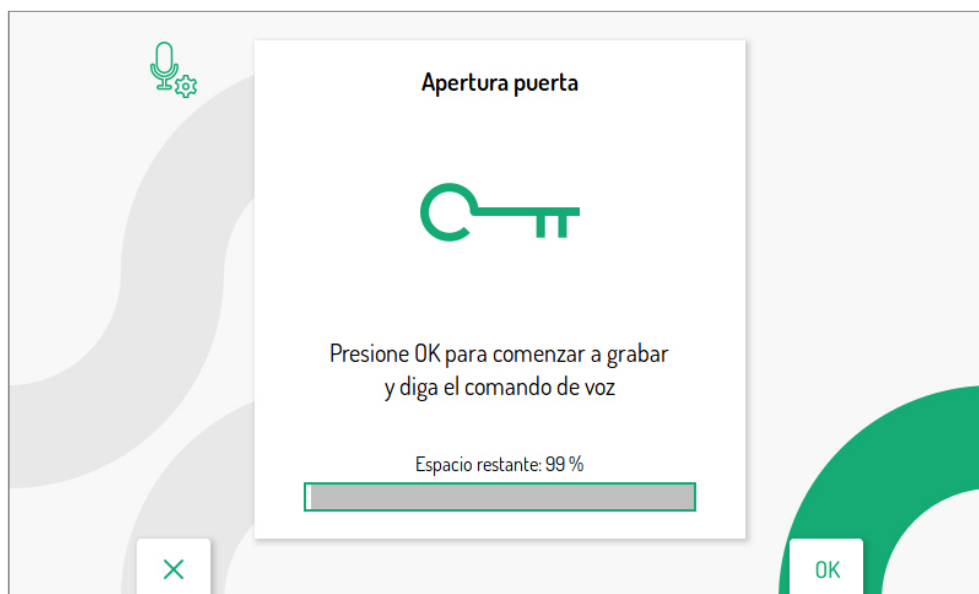 Apertura puerta
Presione OK para comenzar a grabar
y diga el comando de voz
Espacio restante: 99 %
OK